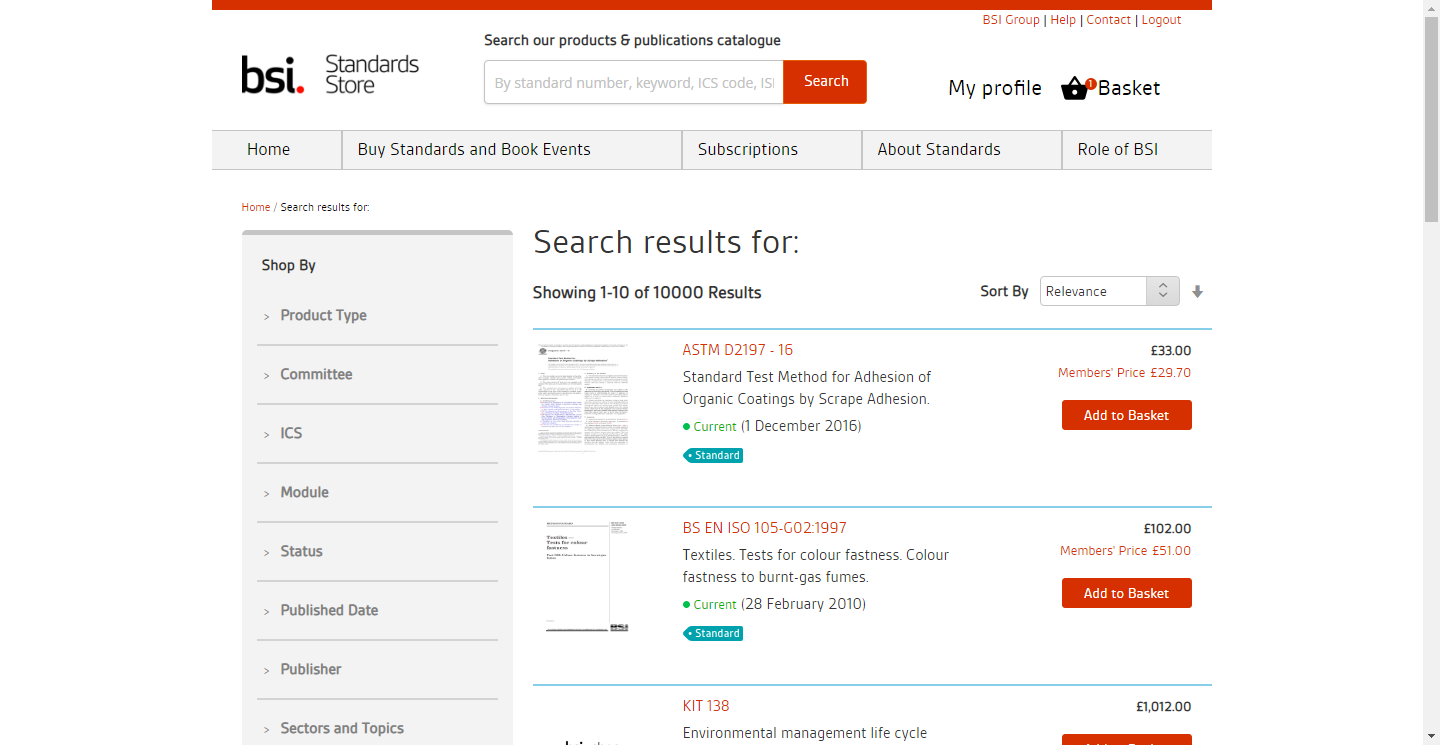 BSI Group | Help | Contact | Logout
Search our products & publications catalogue
bsi. Standards Store
By standard number, keyword, ICS code, ISI
Search
My profile
1
Basket
Home
Buy Standards and Book Events
Subscriptions
About Standards
Role of BSI
Home / Search results for:
Shop By
> Product Type
> Committee
> ICS
> Module
> Status
> Published Date
> Publisher
> Sectors and Topics
Search results for:
Showing 1-10 of 10000 Results
Sort By
Relevance
ASTM D2197 - 16
£33.00
Members' Price £29.70
Standard Test Method for Adhesion of
Organic Coatings by Scrape Adhesion.
Add to Basket
Current (1 December 2016)
Standard
Textiles —
Tests for colour
fastness
BSI
BS EN ISO 105-G02:1997
£102.00
Members' Price £51.00
Textiles. Tests for colour fastness. Colour
fastness to burnt-gas fumes.
Add to Basket
Current (28 February 2010)
Standard
KIT 138
£1,012.00
Environmental management life cycle